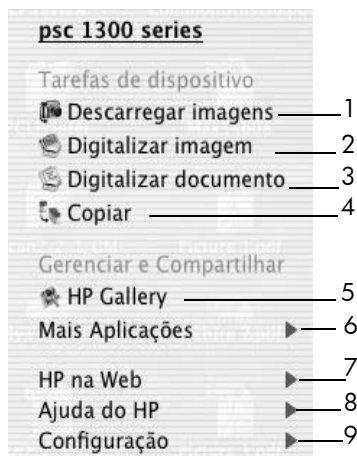 psc 1300 series
Tarefas de dispositivo
Descarregar imagens 1
Digitalizar imagem 2
Digitalizar documento 3
Copiar 4
Gerenciar e Compartilhar
HP Gallery 5
Mais Aplicações 6
HP na Web 7
Ajuda do HP 8
Configuração 9